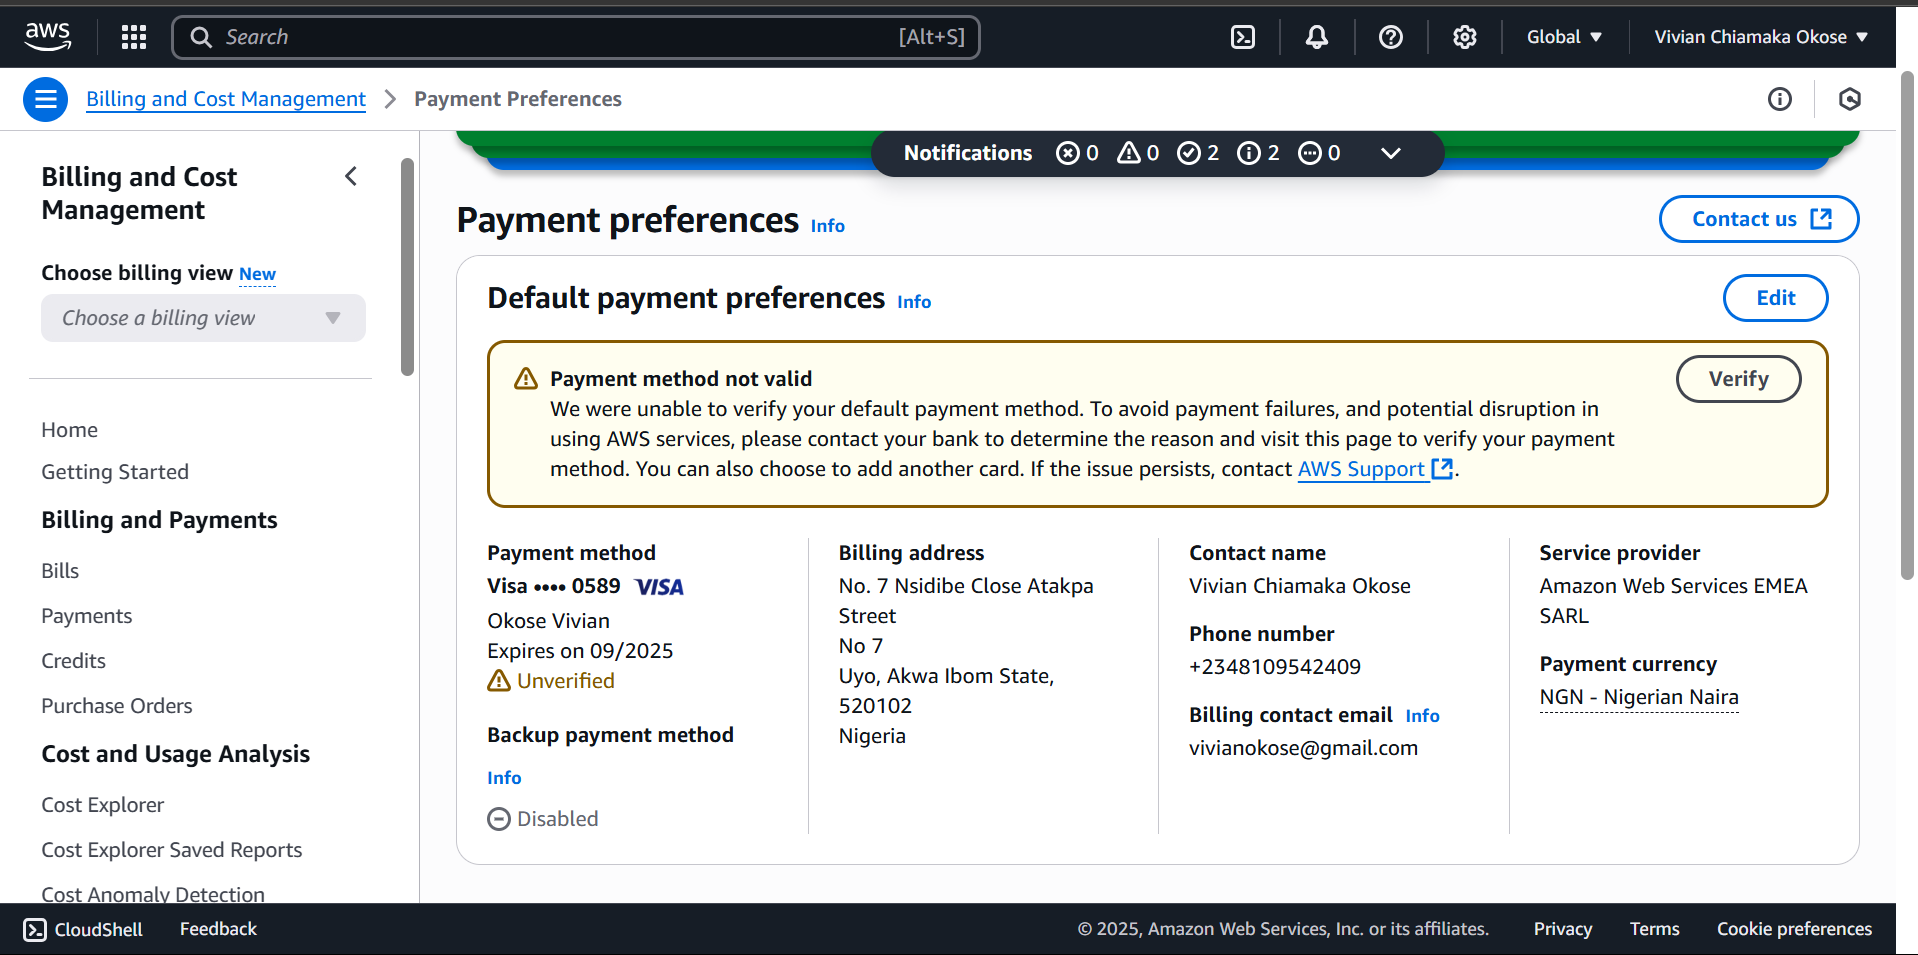 aws
Search
[Alt+S]
Global
Vivian Chiamaka Okose
Billing and Cost Management
Payment Preferences
Notifications 0 0 2 2 0
Billing and Cost
Management
Choose billing view New
Choose a billing view
Home
Getting Started
Billing and Payments
Bills
Payments
Credits
Purchase Orders
Cost and Usage Analysis
Cost Explorer
Cost Explorer Saved Reports
Cost Anomaly Detection
Payment preferences Info
Contact us
Default payment preferences Info
Edit
Payment method not valid
Verify
We were unable to verify your default payment method. To avoid payment failures, and potential disruption in
using AWS services, please contact your bank to determine the reason and visit this page to verify your payment
method. You can also choose to add another card. If the issue persists, contact AWS Support.
Payment method
Visa •••• 0589 VISA
Okose Vivian
Expires on 09/2025
Unverified
Backup payment method
Info
Disabled
Billing address
No. 7 Nsidibe Close Atakpa
Street
No 7
Uyo, Akwa Ibom State,
520102
Nigeria
Contact name
Vivian Chiamaka Okose
Phone number
+2348109542409
Billing contact email Info
vivianokose@gmail.com
Service provider
Amazon Web Services EMEA
SARL
Payment currency
NGN - Nigerian Naira
CloudShell
Feedback
© 2025, Amazon Web Services, Inc. or its affiliates.
Privacy
Terms
Cookie preferences